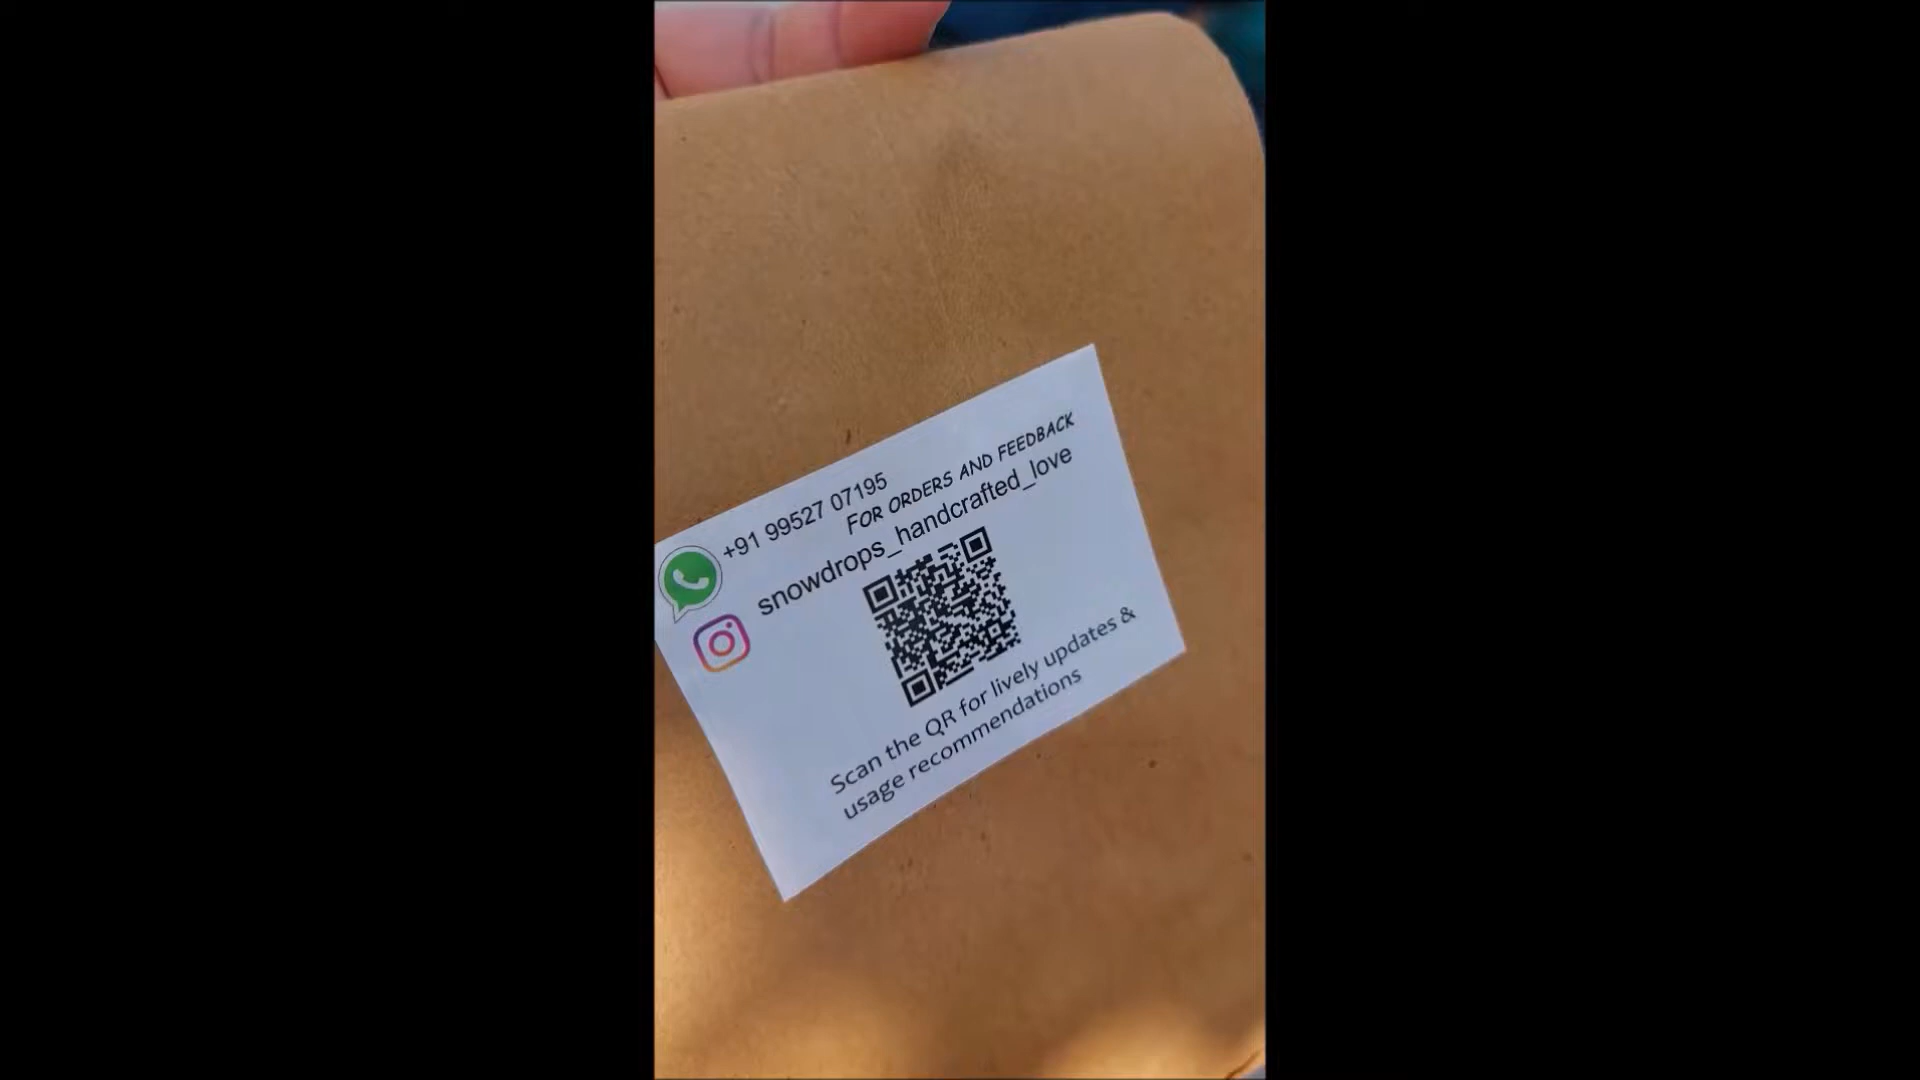 +91 99527 07195
FOR ORDERS AND FEEDBACK
snowdrops_handcrafted_love
Scan the QR for lively updates &
usage recommendations